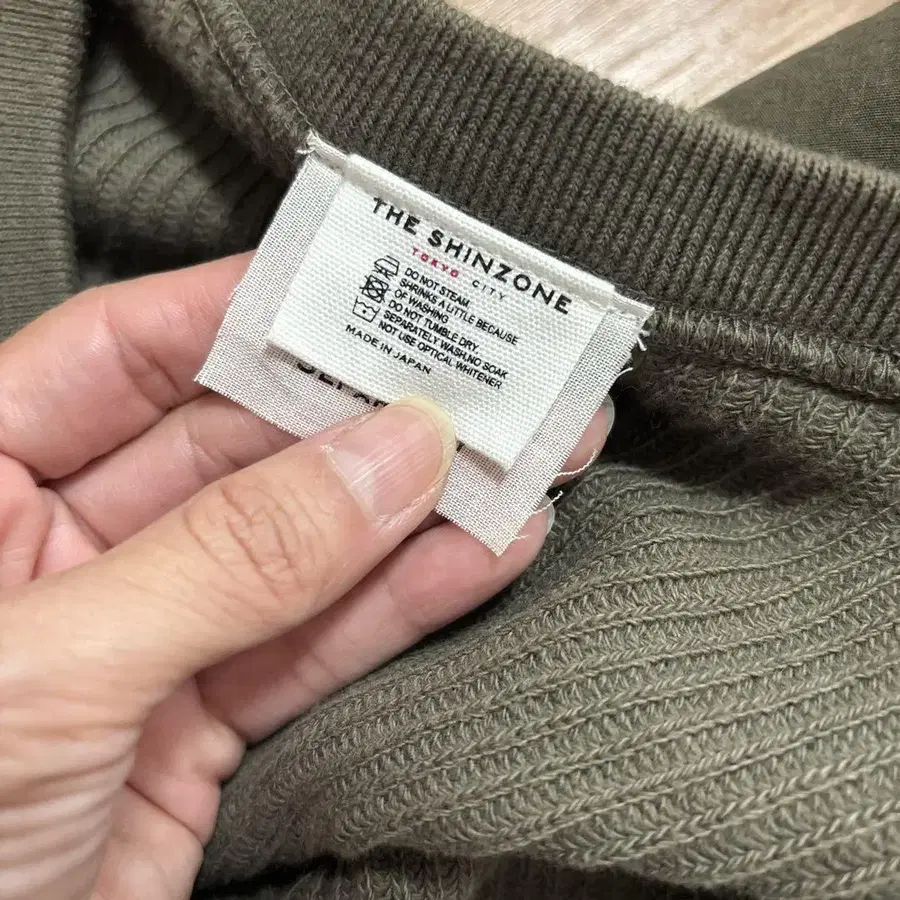 THE SHINZONE
TOKYO CITY
DO NOT STEAM
SHRINKS A LITTLE BECAUSE
OF WASHING
DO NOT TUMBLE DRY
SEPARATELY WASH,NO SOAK
NOT USE OPTICAL WHITENER
MADE IN JAPAN